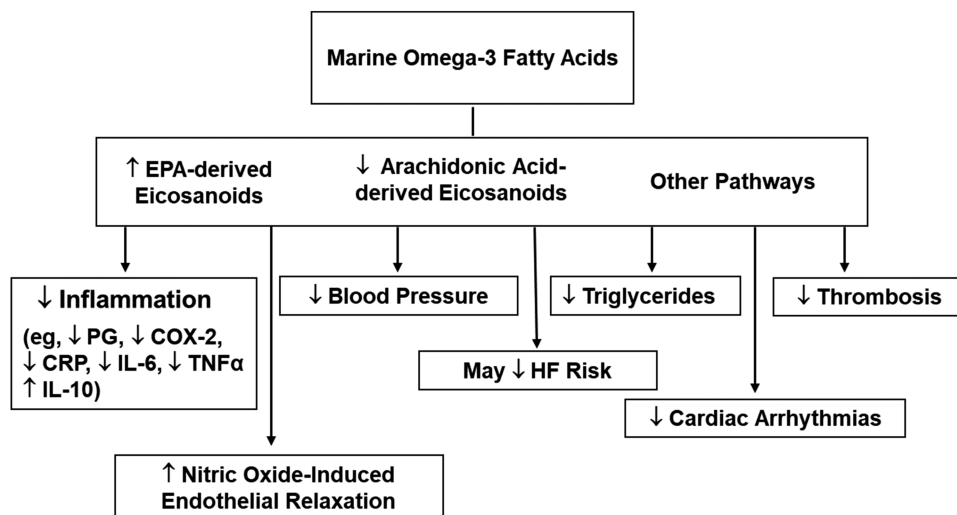 Marine Omega-3 Fatty Acids
↑ EPA-derived
Eicosanoids
↓ Arachidonic Acid-
derived Eicosanoids
Other Pathways
↓ Inflammation
(eg, ↓ PG, ↓ COX-2,
↓ CRP, ↓ IL-6, ↓ TNFα
↑ IL-10)
↓ Blood Pressure
↓ Triglycerides
↓ Thrombosis
May ↓ HF Risk
↓ Cardiac Arrhythmias
↑ Nitric Oxide-Induced
Endothelial Relaxation